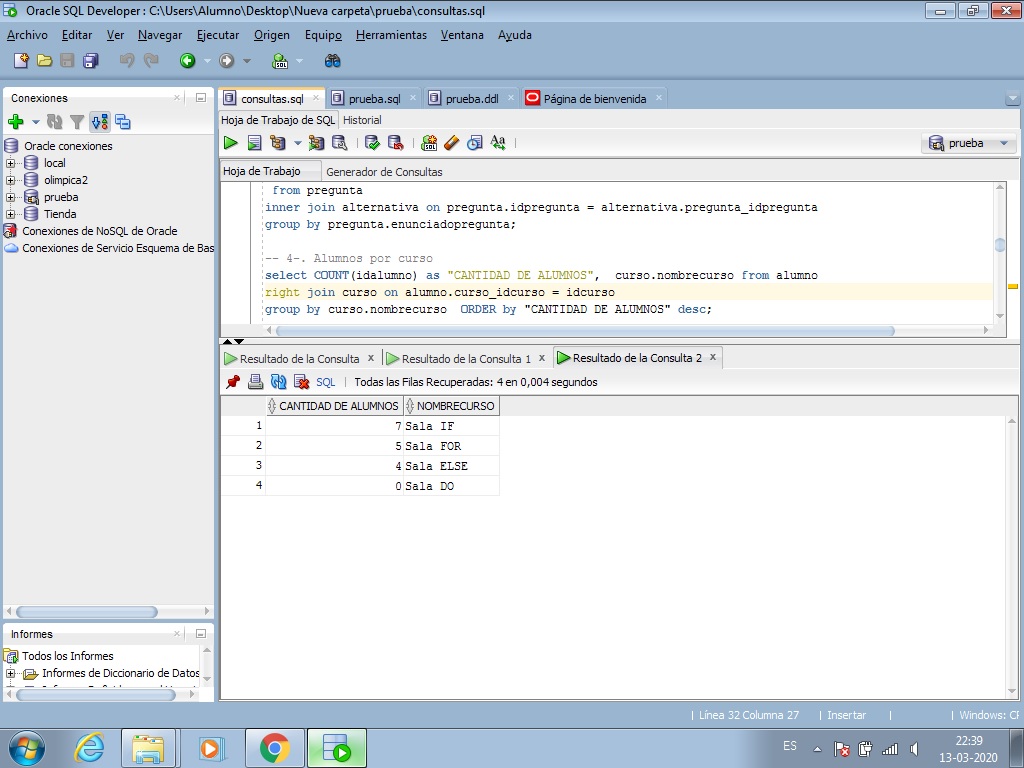 Oracle SQL Developer : C:\Users\Alumno\Desktop\Nueva carpeta\prueba\consultas.sql
Archivo Editar Ver Navegar Ejecutar Origen Equipo Herramientas Ventana Ayuda
Conexiones
consultas.sql prueba.sql prueba.ddl Página de bienvenida
Hoja de Trabajo de SQL Historial
Oracle conexiones
local
olimpica2
prueba
Tienda
Conexiones de NoSQL de Oracle
Conexiones de Servicio Esquema de Bas
prueba
Hoja de Trabajo Generador de Consultas
from pregunta
inner join alternativa on pregunta.idpregunta = alternativa.pregunta_idpregunta
group by pregunta.enunciadopregunta;
-- 4-. Alumnos por curso
select COUNT(idalumno) as "CANTIDAD DE ALUMNOS", curso.nombrecurso from alumno
right join curso on alumno.curso_idcurso = idcurso
group by curso.nombrecurso ORDER by "CANTIDAD DE ALUMNOS" desc;
Resultado de la Consulta x Resultado de la Consulta 1 x Resultado de la Consulta 2 x
SQL | Todas las Filas Recuperadas: 4 en 0,004 segundos
CANTIDAD DE ALUMNOS NOMBRECURSO
1 7 Sala IF
2 5 Sala FOR
3 4 Sala ELSE
4 0 Sala DO
Informes
Todos los Informes
Informes de Diccionario de Datos
| Línea 32 Columna 27 | Insertar | | Windows: CF
ES
22:39
13-03-2020